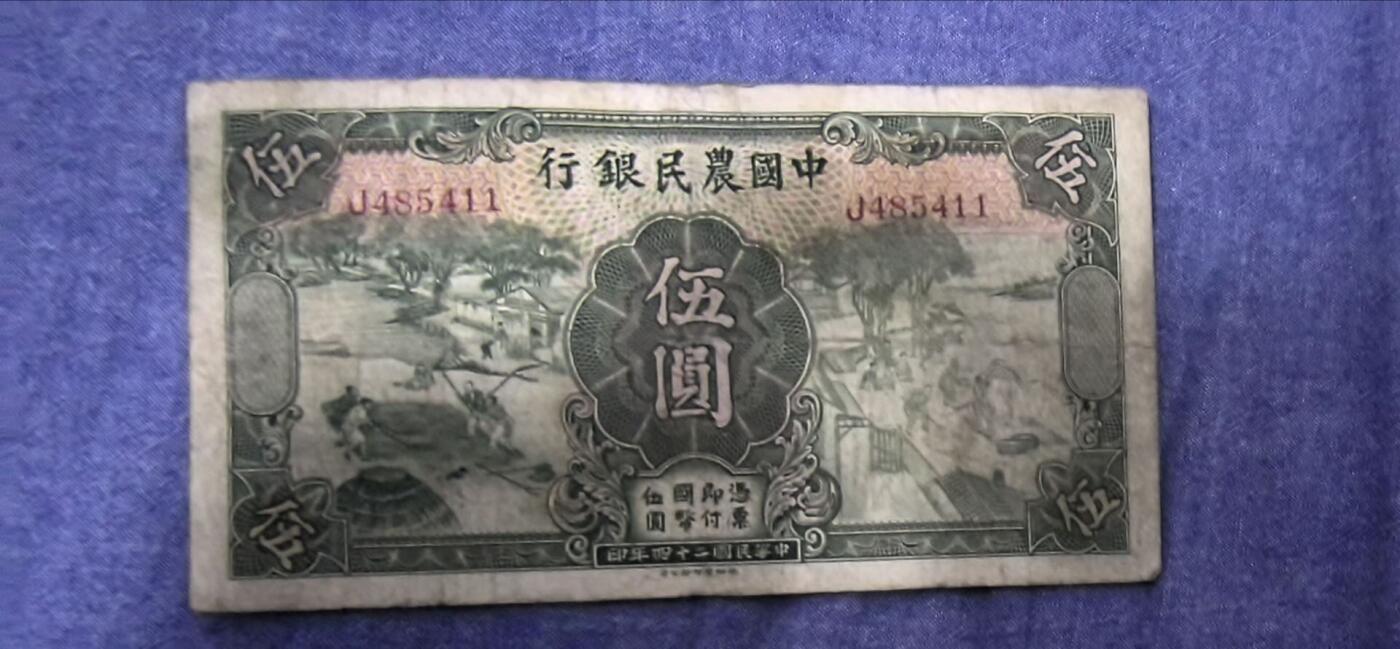 伍
伍
中國農民銀行
J485411
J485411
伍
圓
憑票
即付
國幣
伍圓
伍
伍
中華民國二十四年印